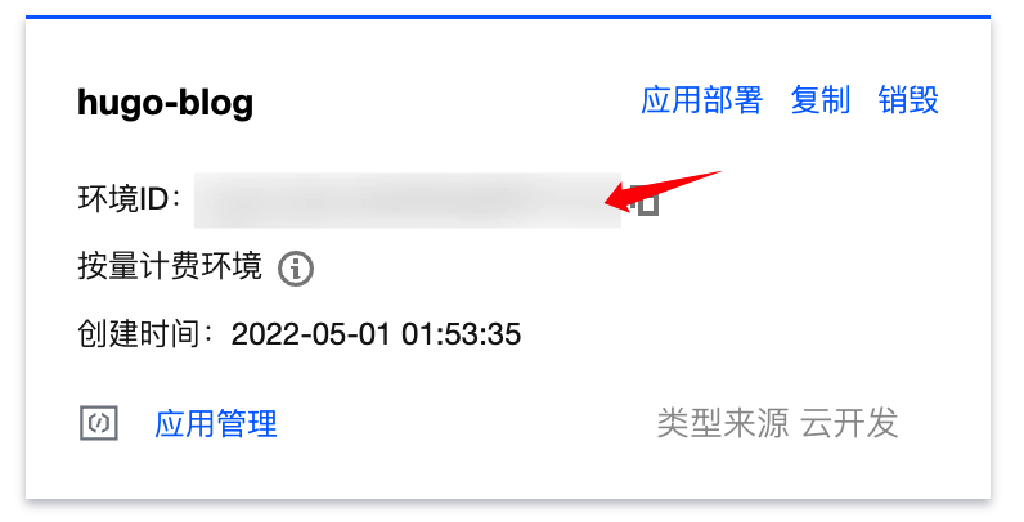 hugo-blog 应用部署 复制 销毁
环境ID：
按量计费环境
创建时间：2022-05-01 01:53:35
应用管理 类型来源 云开发